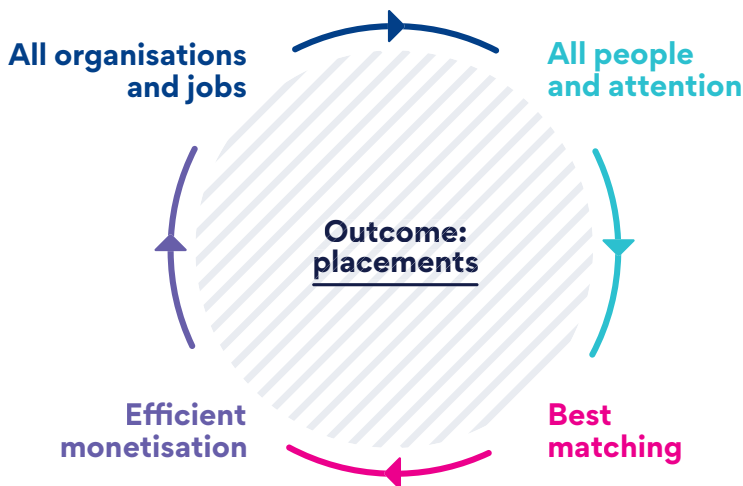 All organisations
and jobs
All people
and attention
Outcome:
placements
Efficient
monetisation
Best
matching